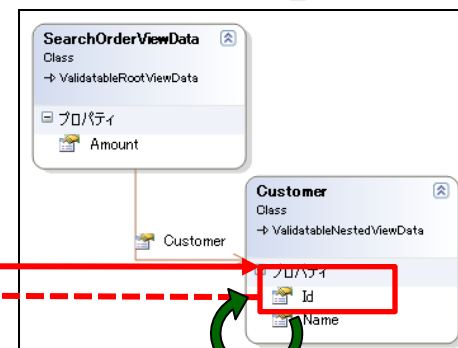 SearchOrderViewData
Class
ValidatableRootViewData
プロパティ
Amount
Customer
Customer
Class
ValidatableNestedViewData
プロパティ
Id
Name